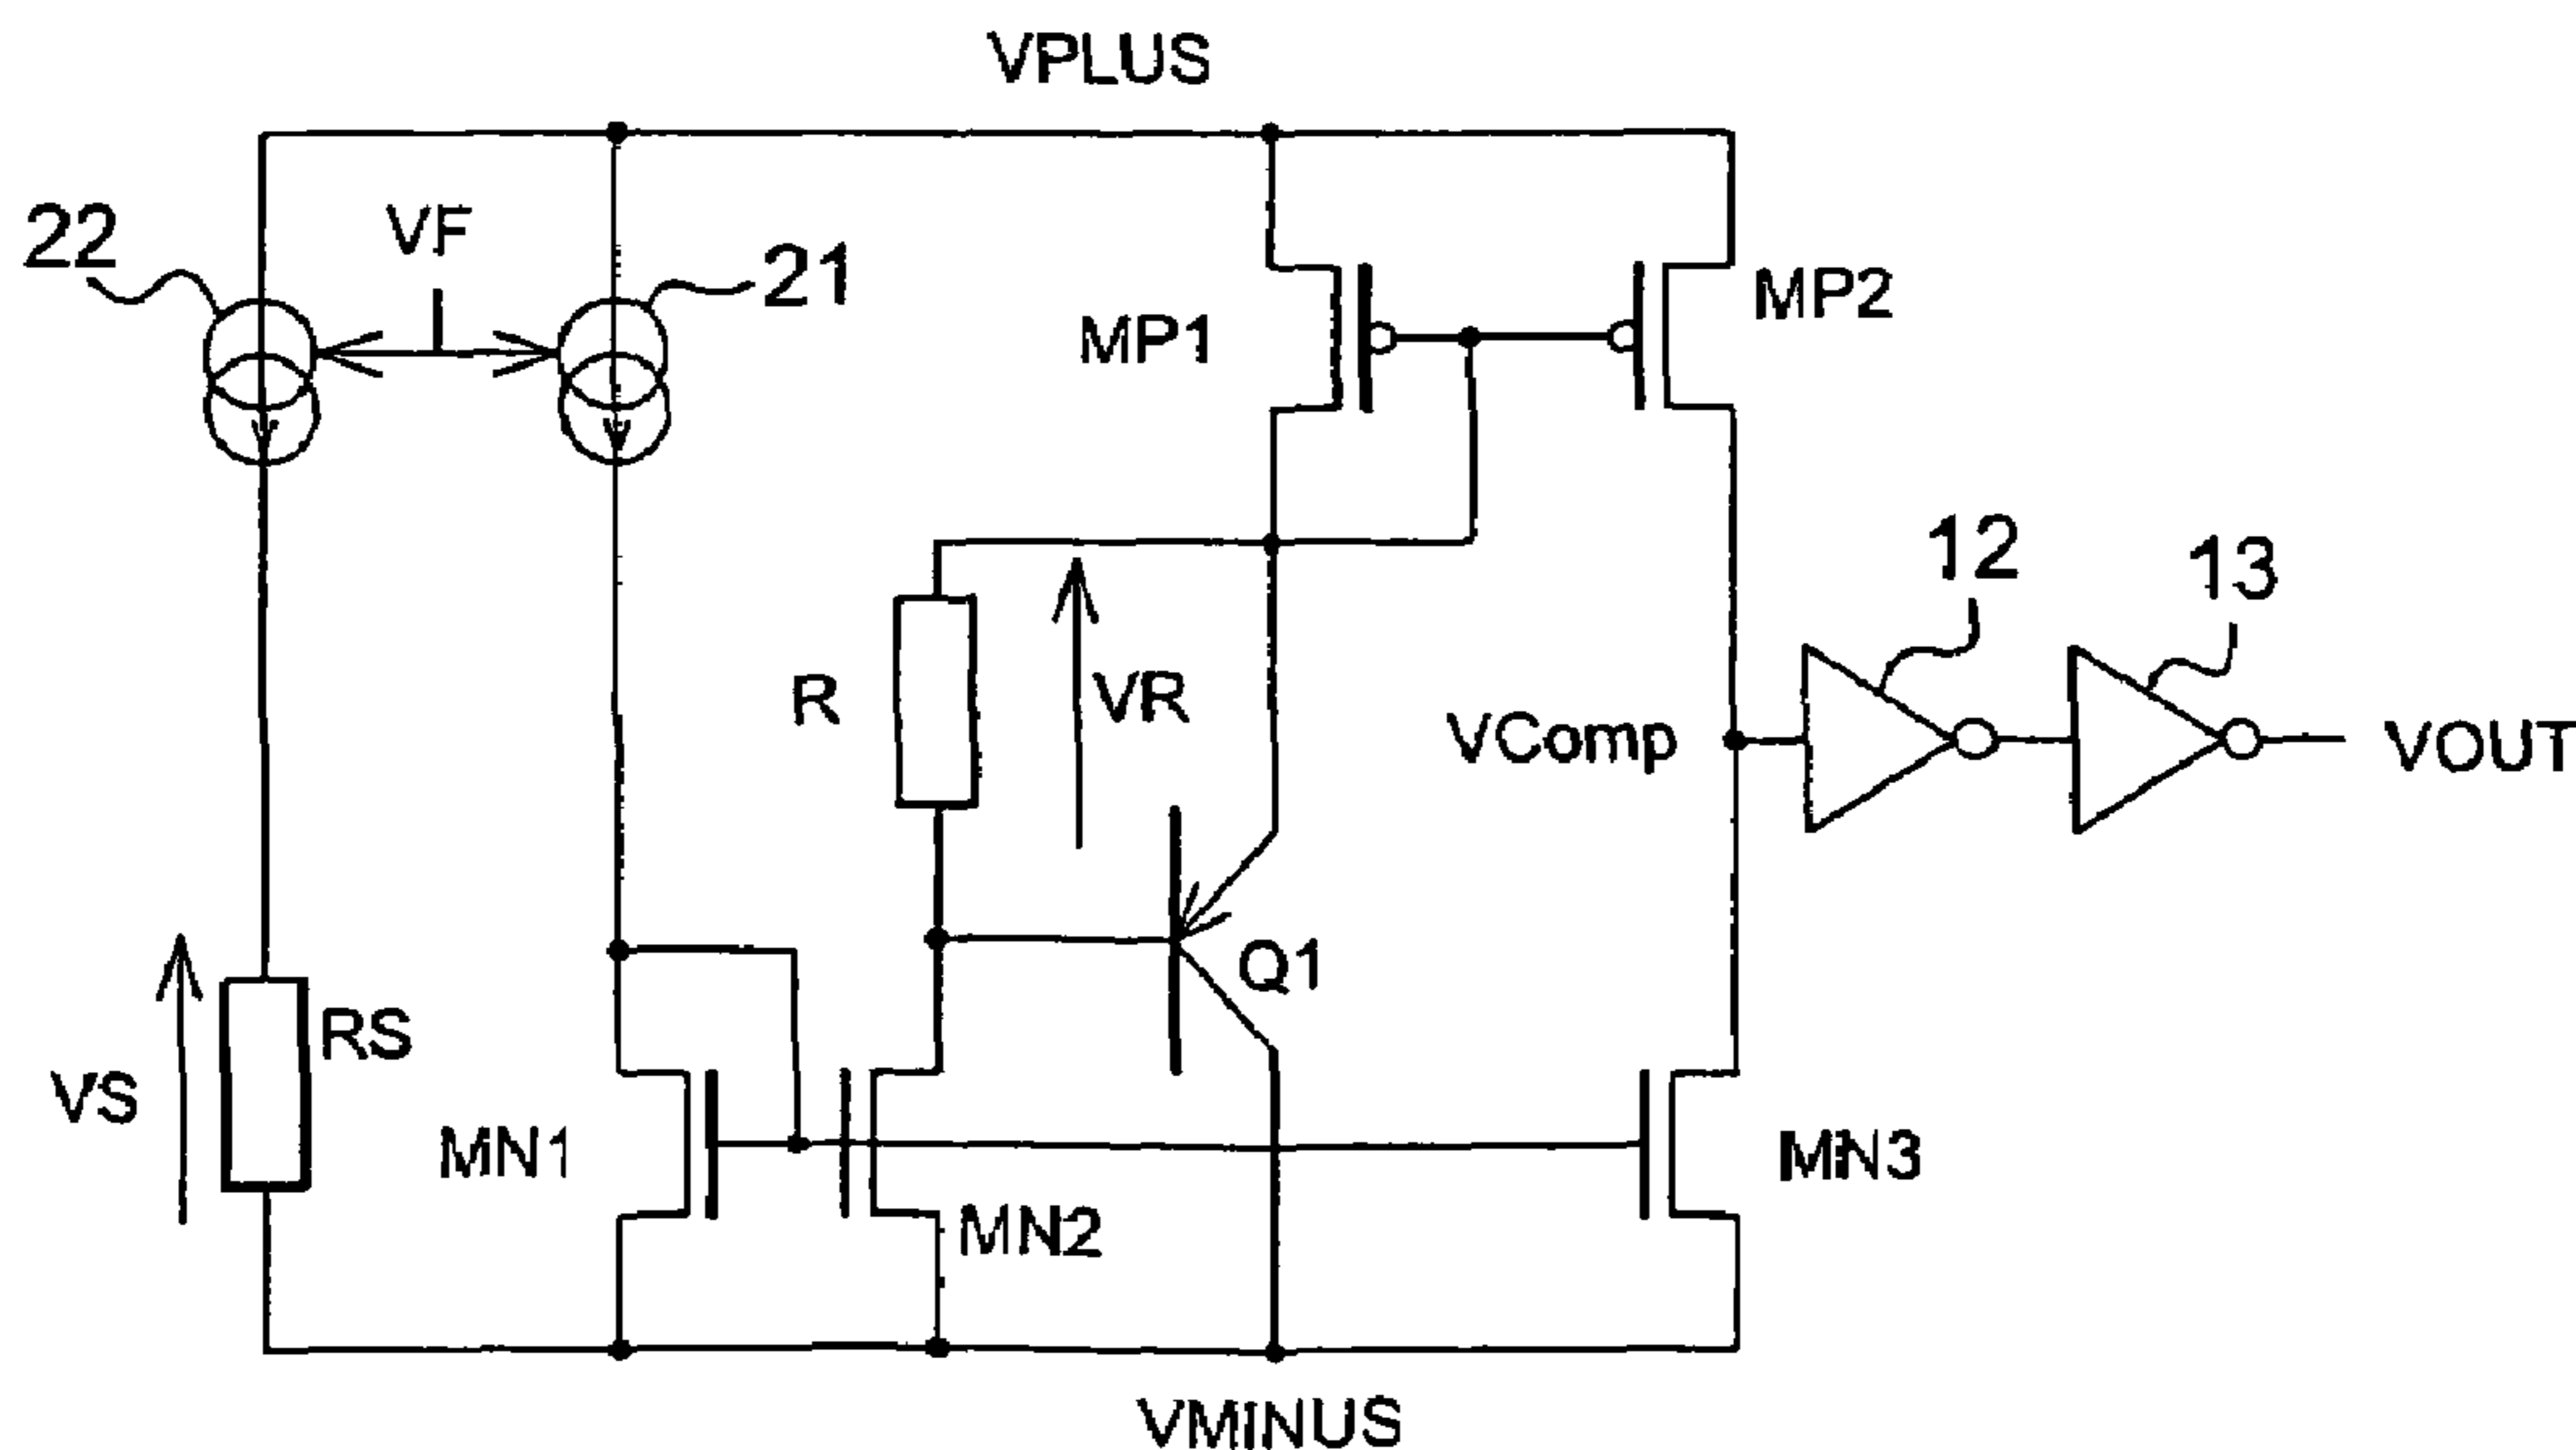 VPLUS
22
VF
21
MP1
MP2
12
13
R
VR
VComp
VOUT
Q1
RS
VS
MN1
MN2
MN3
VMINUS